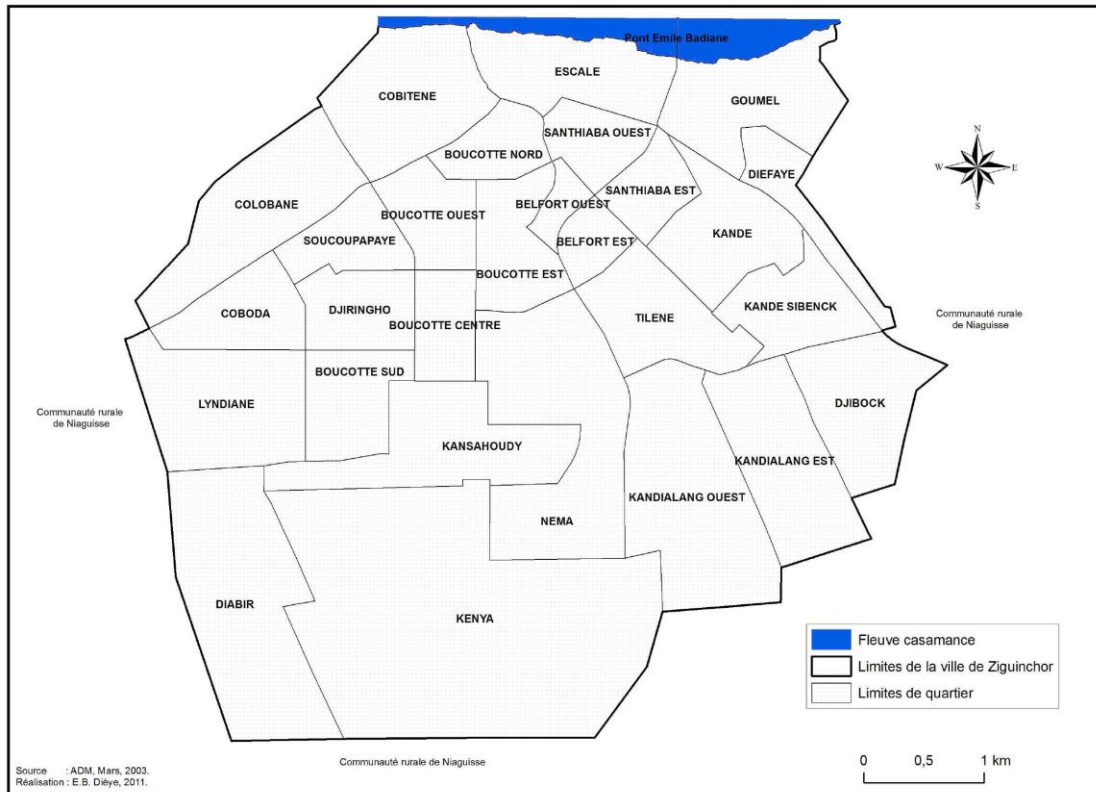 Pont Emile Badiane
ESCALE
COBITENE
GOUMEL
SANTHIABA OUEST
BOUCOTTE NORD
DIEFAYE
SANTHIABA EST
COLOBANE
BELFORT OUEST
BOUCOTTE OUEST
KANDE
SOUCOUPAPAYE
BELFORT EST
BOUCOTTE EST
KANDE SIBENCK
DJIRINGHO
COBODA
TILENE
BOUCOTTE CENTRE
Communauté rurale
de Niaguisse
BOUCOTTE SUD
LYNDIANE
DJIBOCK
Communauté rurale
de Niaguisse
KANSAHOUDY
KANDIALANG EST
KANDIALANG OUEST
NEMA
DIABIR
KENYA
N
W
E
S
Fleuve casamance
Limites de la ville de Ziguinchor
Limites de quartier
Communauté rurale de Niaguisse
0 0,5 1 km
Source : ADM, Mars, 2003.
Réalisation : E.B. Dièye, 2011.